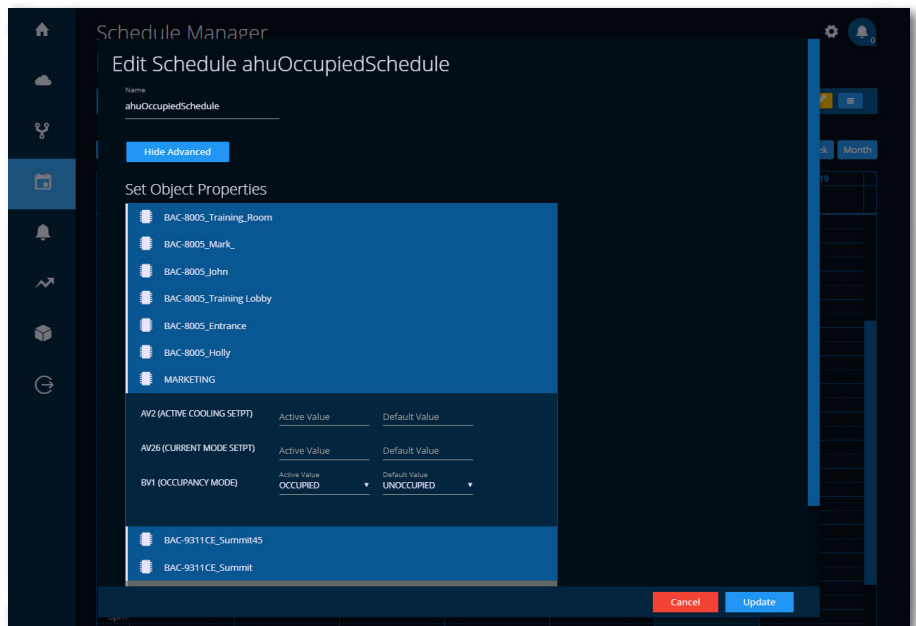 Schedule Manager
0
Edit Schedule ahuOccupiedSchedule
Name
ahuOccupiedSchedule
Hide Advanced
Month
19
Set Object Properties
BAC-8005_Training_Room
BAC-8005_Mark_
BAC-8005_John
BAC-8005_Training Lobby
BAC-8005_Entrance
BAC-8005_Holly
MARKETING
AV2 (ACTIVE COOLING SETPT) Active Value Default Value
AV26 (CURRENT MODE SETPT) Active Value Default Value
Active Value Default Value
BV1 (OCCUPANCY MODE) OCCUPIED UNOCCUPIED
BAC-9311CE_Summit45
BAC-9311CE_Summit
Cancel Update